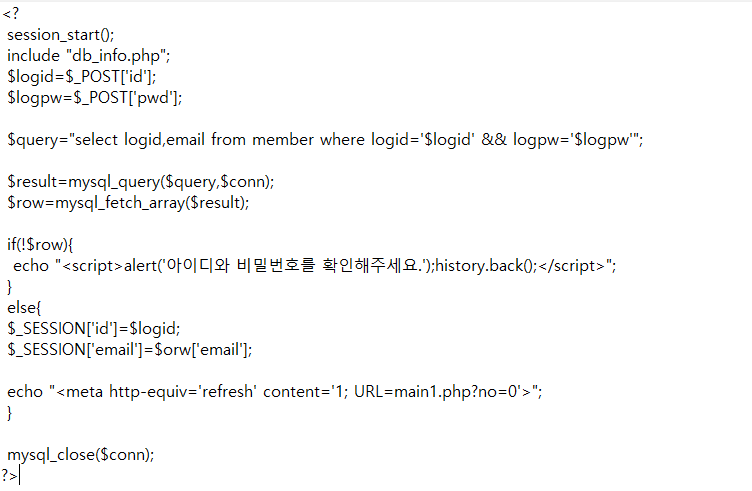 <?
session_start();
include "db_info.php";
$logid=$_POST['id'];
$logpw=$_POST['pwd'];
$query="select logid,email from member where logid='$logid' && logpw='$logpw'";
$result=mysql_query($query,$conn);
$row=mysql_fetch_array($result);
if(!$row){
echo "<script>alert('아이디와 비밀번호를 확인해주세요.');history.back();</script>";
}
else{
$_SESSION['id']=$logid;
$_SESSION['email']=$orw['email'];
echo "<meta http-equiv='refresh' content='1; URL=main1.php?no=0'>";
}
mysql_close($conn);
?>